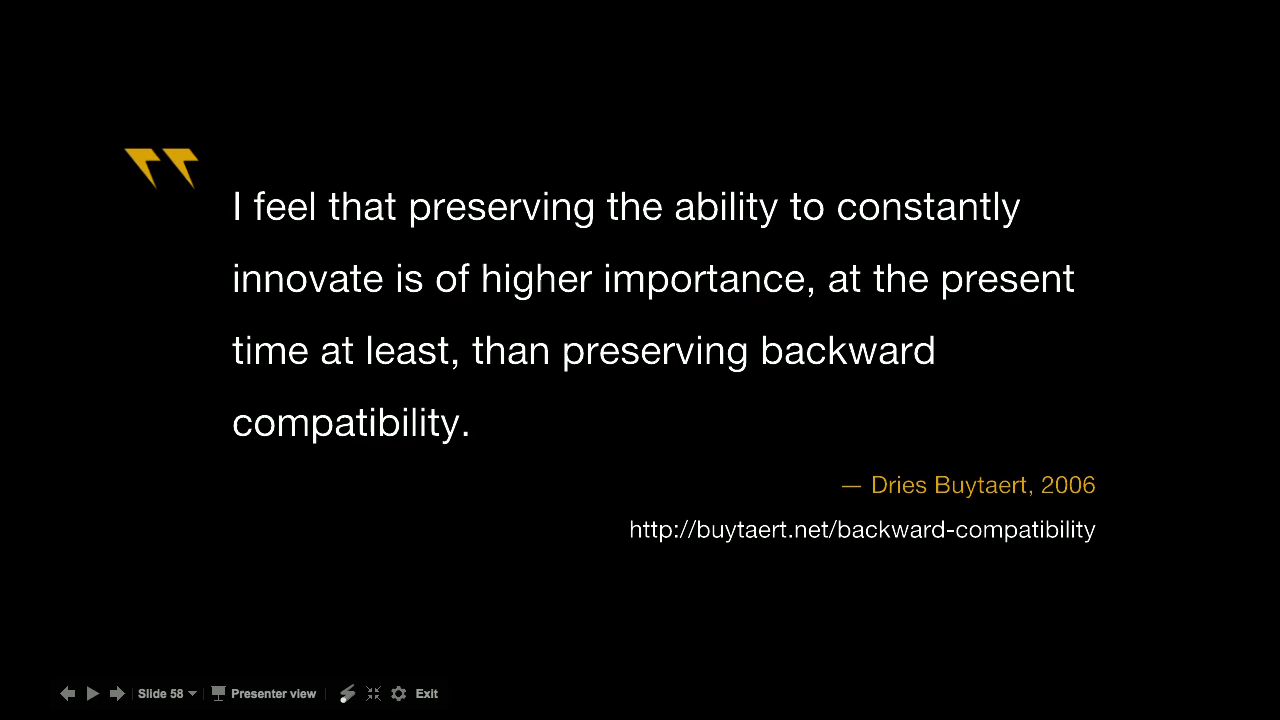 I feel that preserving the ability to constantly
innovate is of higher importance, at the present
time at least, than preserving backward
compatibility.
— Dries Buytaert, 2006
http://buytaert.net/backward-compatibility
Slide 58 Presenter view Exit